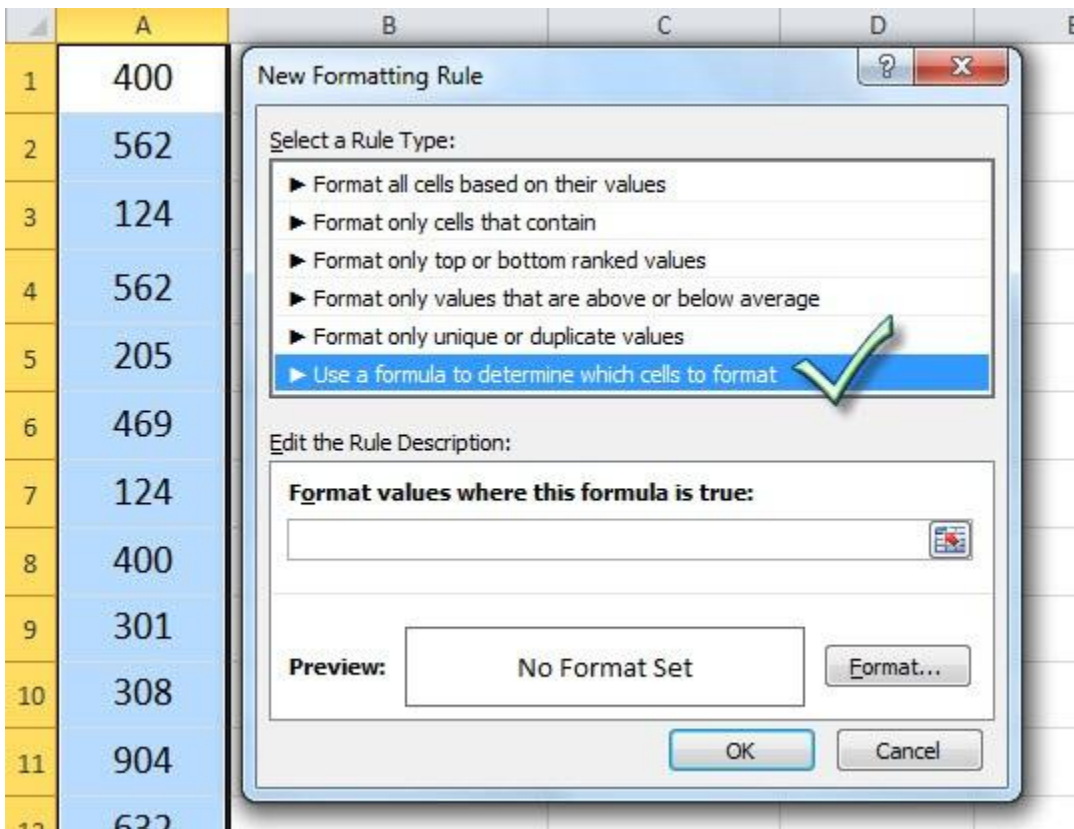 A B C D
New Formatting Rule
1 400
Select a Rule Type:
2 562
► Format all cells based on their values
3 124
► Format only cells that contain
► Format only top or bottom ranked values
4 562
► Format only values that are above or below average
► Format only unique or duplicate values
5 205
► Use a formula to determine which cells to format
6 469
Edit the Rule Description:
7 124
Format values where this formula is true:
8 400
9 301
Preview: No Format Set Format...
10 308
11 904
OK Cancel
632